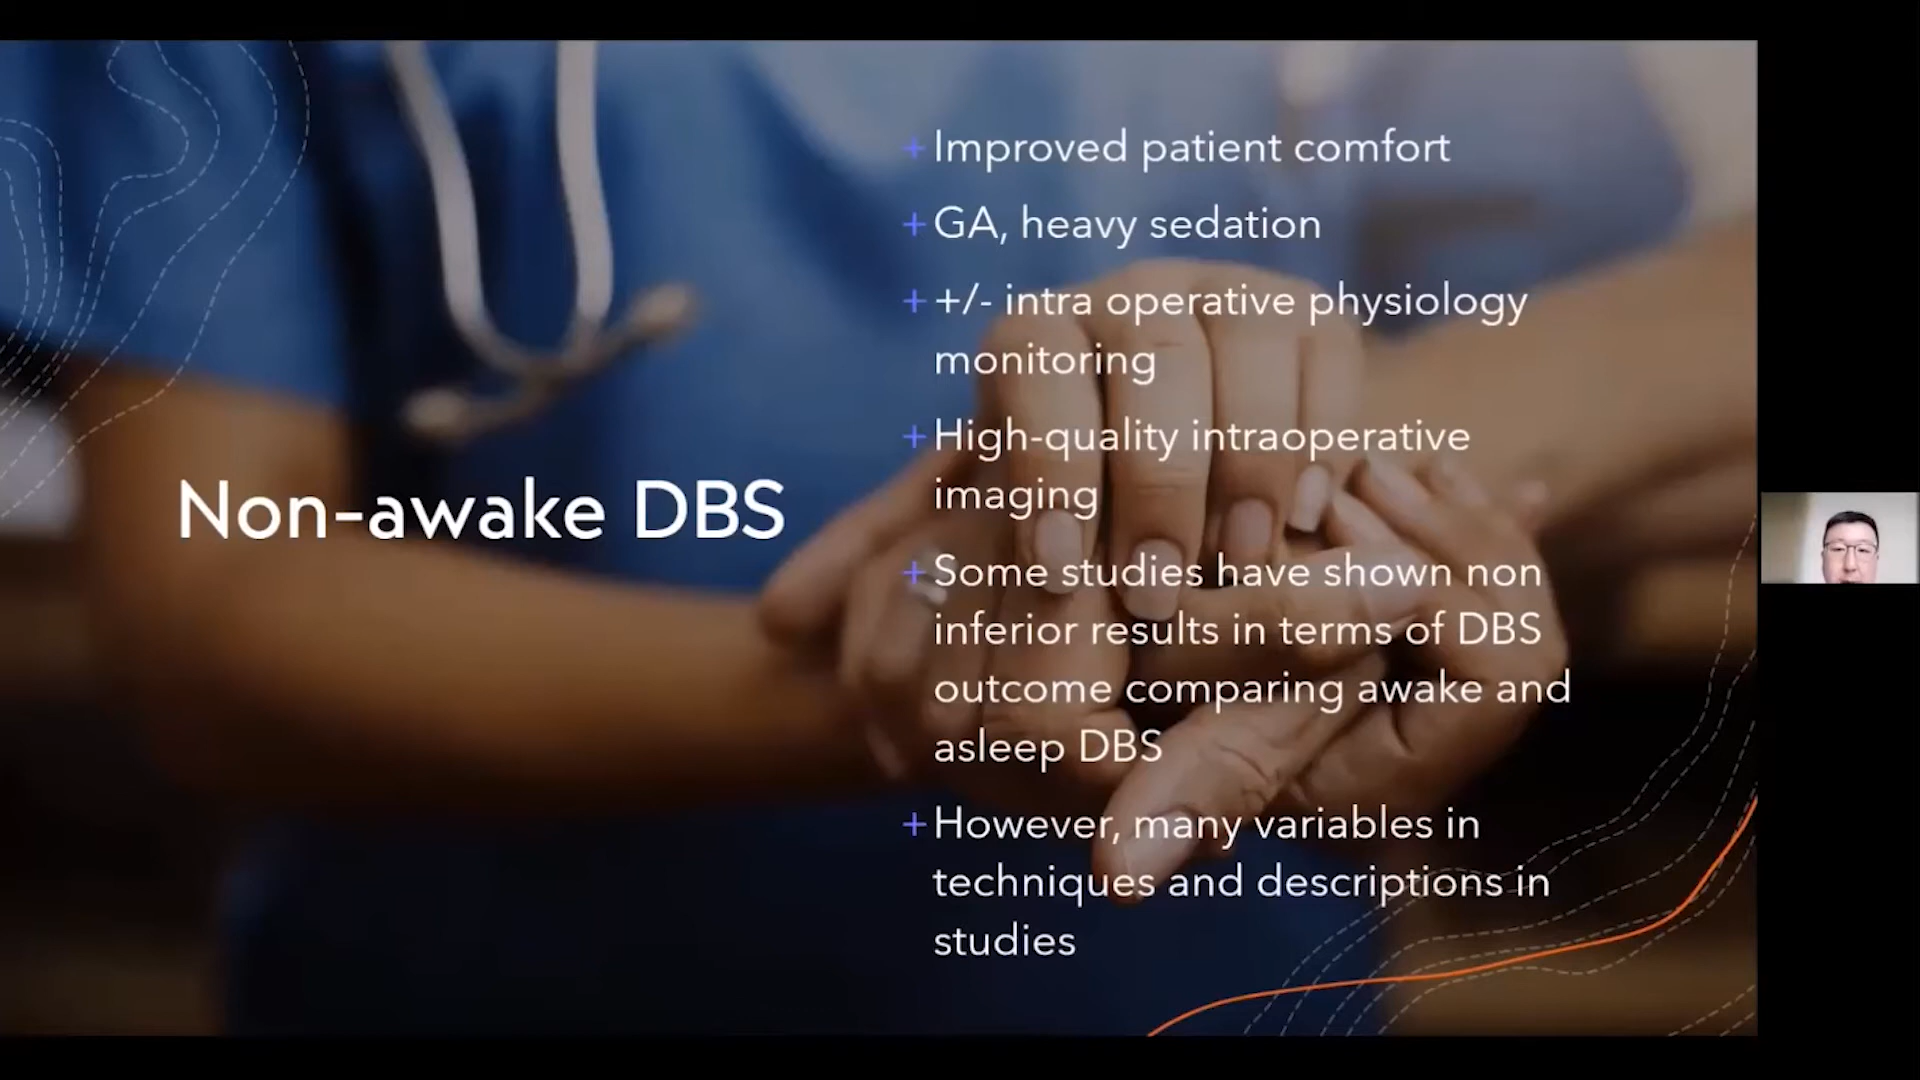 Non-awake DBS
+ Improved patient comfort
+ GA, heavy sedation
+ +/- intra operative physiology
monitoring
+ High-quality intraoperative
imaging
+ Some studies have shown non
inferior results in terms of DBS
outcome comparing awake and
asleep DBS
+ However, many variables in
techniques and descriptions in
studies